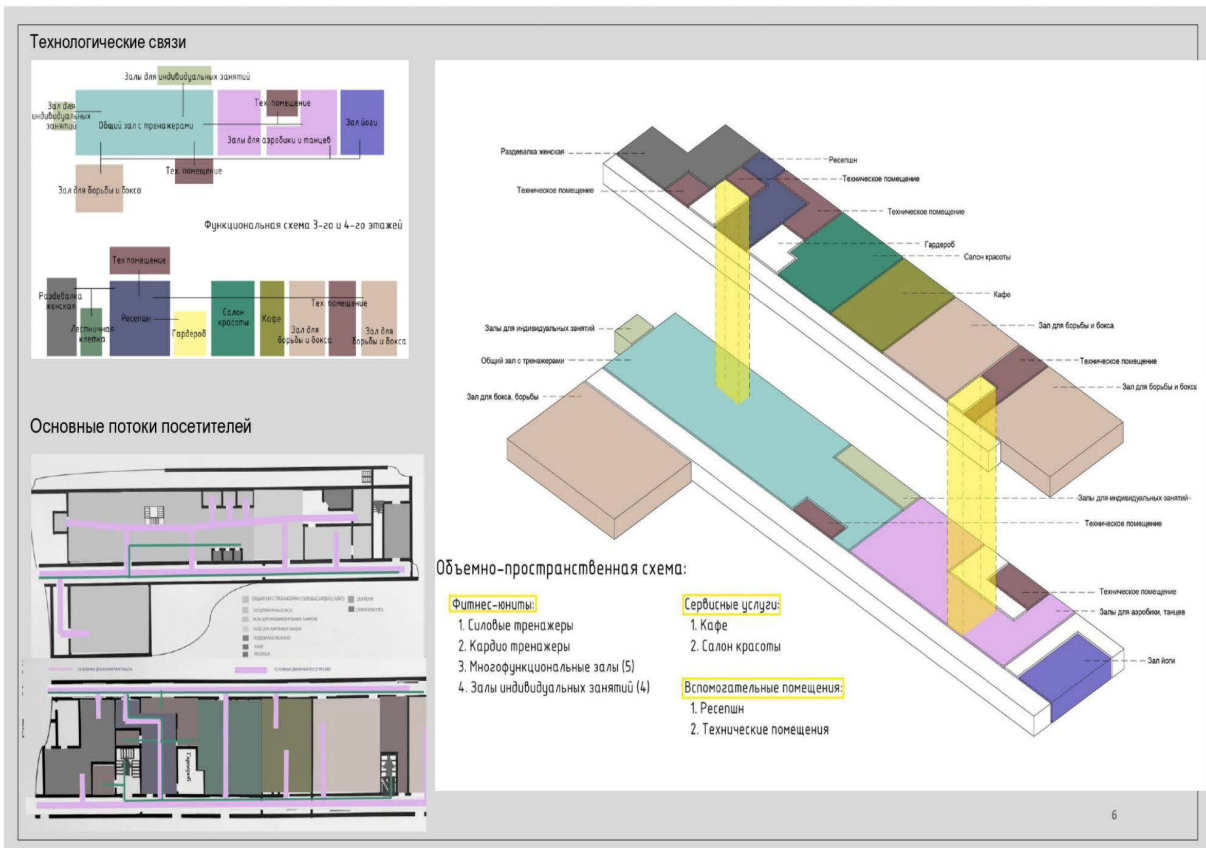 Технологические связи
Залы для индивидуальных занятий
Зал для
индивидуальных
занятий
Общий зал с тренажерами
Тех. помещение
Залы для аэробики и танцев
Зал йоги
Тех. помещение
Зал для борьбы и бокса
Функциональная схема 3-го и 4-го этажей
Тех.помещение
Раздевалка
женская
Лестничная
клетка
Ресепшн
Гардероб
Салон
красоты
Кафе
Зал для
борьбы и бокса
Тех. помещение
Зал для
борьбы и бокса
Основные потоки посетителей
Гардероб
Раздевалка женская
Техническое помещение
Ресепшн
Техническое помещение
Техническое помещение
Гардероб
Салон красоты
Кафе
Зал для борьбы и бокса
Техническое помещение
Зал для борьбы и бокса
Залы для индивидуальных занятий
Общий зал с тренажерами
Зал для бокса, борьбы
Залы для индивидуальных занятий
Техническое помещение
Техническое помещение
Залы для аэробики, танцев
Зал йоги
Объемно-пространственная схема:
Фитнес-юниты:
1. Силовые тренажеры
2. Кардио тренажеры
3. Многофункциональные залы (5)
4. Залы индивидуальных занятий (4)
Сервисные услуги:
1. Кафе
2. Салон красоты
Вспомогательные помещения:
1. Ресепшн
2. Технические помещения
6